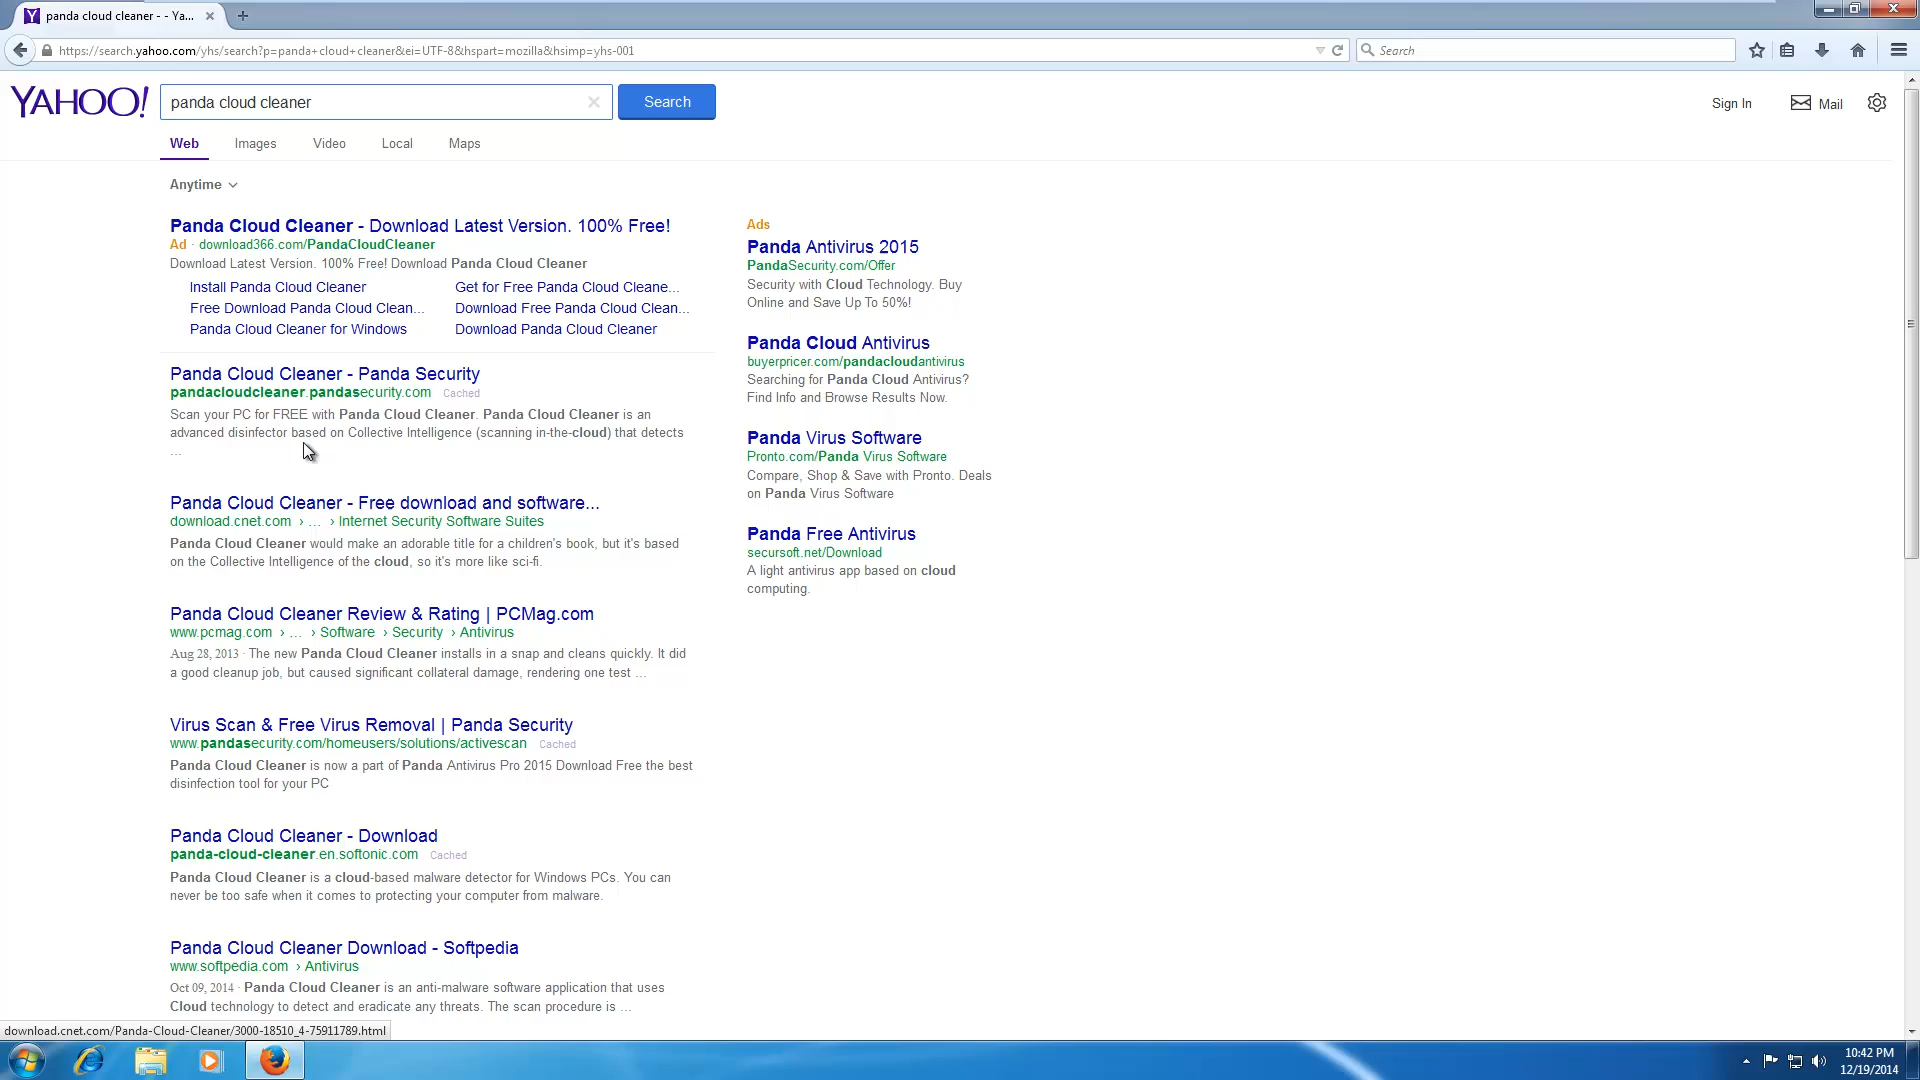 panda cloud cleaner - - Ya...
https://search.yahoo.com/yhs/search?p=panda+cloud+cleaner&ei=UTF-8&hspart=mozilla&hsimp=yhs-001
Search
YAHOO!
panda cloud cleaner
Search
Sign In
Mail
Web Images Video Local Maps
Anytime
Panda Cloud Cleaner - Download Latest Version. 100% Free!
Ad · download366.com/PandaCloudCleaner
Download Latest Version. 100% Free! Download Panda Cloud Cleaner
Install Panda Cloud Cleaner
Get for Free Panda Cloud Cleane...
Free Download Panda Cloud Clean...
Download Free Panda Cloud Clean...
Panda Cloud Cleaner for Windows
Download Panda Cloud Cleaner
Panda Cloud Cleaner - Panda Security
pandacloudcleaner.pandasecurity.com Cached
Scan your PC for FREE with Panda Cloud Cleaner. Panda Cloud Cleaner is an
advanced disinfector based on Collective Intelligence (scanning in-the-cloud) that detects
...
Panda Cloud Cleaner - Free download and software...
download.cnet.com › ... › Internet Security Software Suites
Panda Cloud Cleaner would make an adorable title for a children's book, but it's based
on the Collective Intelligence of the cloud, so it's more like sci-fi.
Panda Cloud Cleaner Review & Rating | PCMag.com
www.pcmag.com › ... › Software › Security › Antivirus
Aug 28, 2013 · The new Panda Cloud Cleaner installs in a snap and cleans quickly. It did
a good cleanup job, but caused significant collateral damage, rendering one test ...
Virus Scan & Free Virus Removal | Panda Security
www.pandasecurity.com/homeusers/solutions/activescan Cached
Panda Cloud Cleaner is now a part of Panda Antivirus Pro 2015 Download Free the best
disinfection tool for your PC
Panda Cloud Cleaner - Download
panda-cloud-cleaner.en.softonic.com Cached
Panda Cloud Cleaner is a cloud-based malware detector for Windows PCs. You can
never be too safe when it comes to protecting your computer from malware.
Panda Cloud Cleaner Download - Softpedia
www.softpedia.com › Antivirus
Oct 09, 2014 · Panda Cloud Cleaner is an anti-malware software application that uses
Cloud technology to detect and eradicate any threats. The scan procedure is ...
Ads
Panda Antivirus 2015
PandaSecurity.com/Offer
Security with Cloud Technology. Buy
Online and Save Up To 50%!
Panda Cloud Antivirus
buyerpricer.com/pandacloudantivirus
Searching for Panda Cloud Antivirus?
Find Info and Browse Results Now.
Panda Virus Software
Pronto.com/Panda Virus Software
Compare, Shop & Save with Pronto. Deals
on Panda Virus Software
Panda Free Antivirus
secursoft.net/Download
A light antivirus app based on cloud
computing.
download.cnet.com/Panda-Cloud-Cleaner/3000-18510_4-75911789.html
10:42 PM
12/19/2014